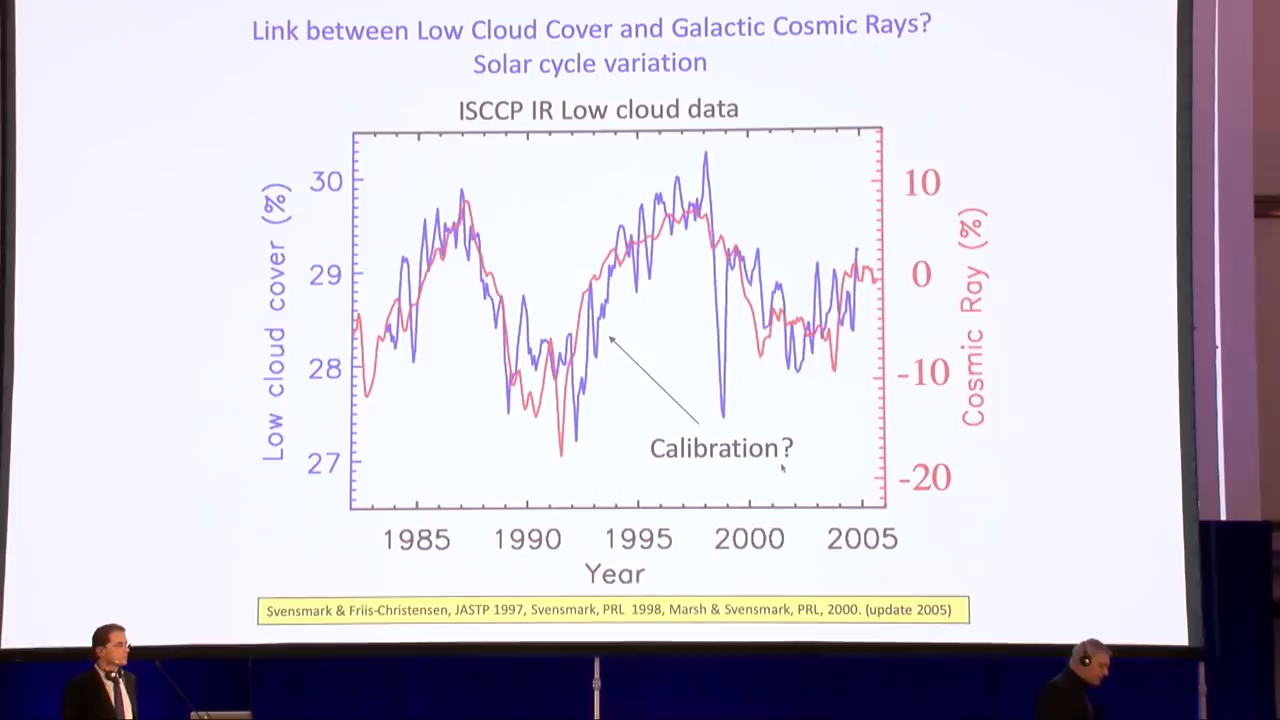 Link between Low Cloud Cover and Galactic Cosmic Rays?
Solar cycle variation
ISCCP IR Low cloud data
Low cloud cover (%)
30
29
28
27
10
0
-10
-20
Cosmic Ray (%)
Calibration?
1985 1990 1995 2000 2005
Year
Svensmark & Friis-Christensen, JASTP 1997, Svensmark, PRL 1998, Marsh & Svensmark, PRL, 2000. (update 2005)